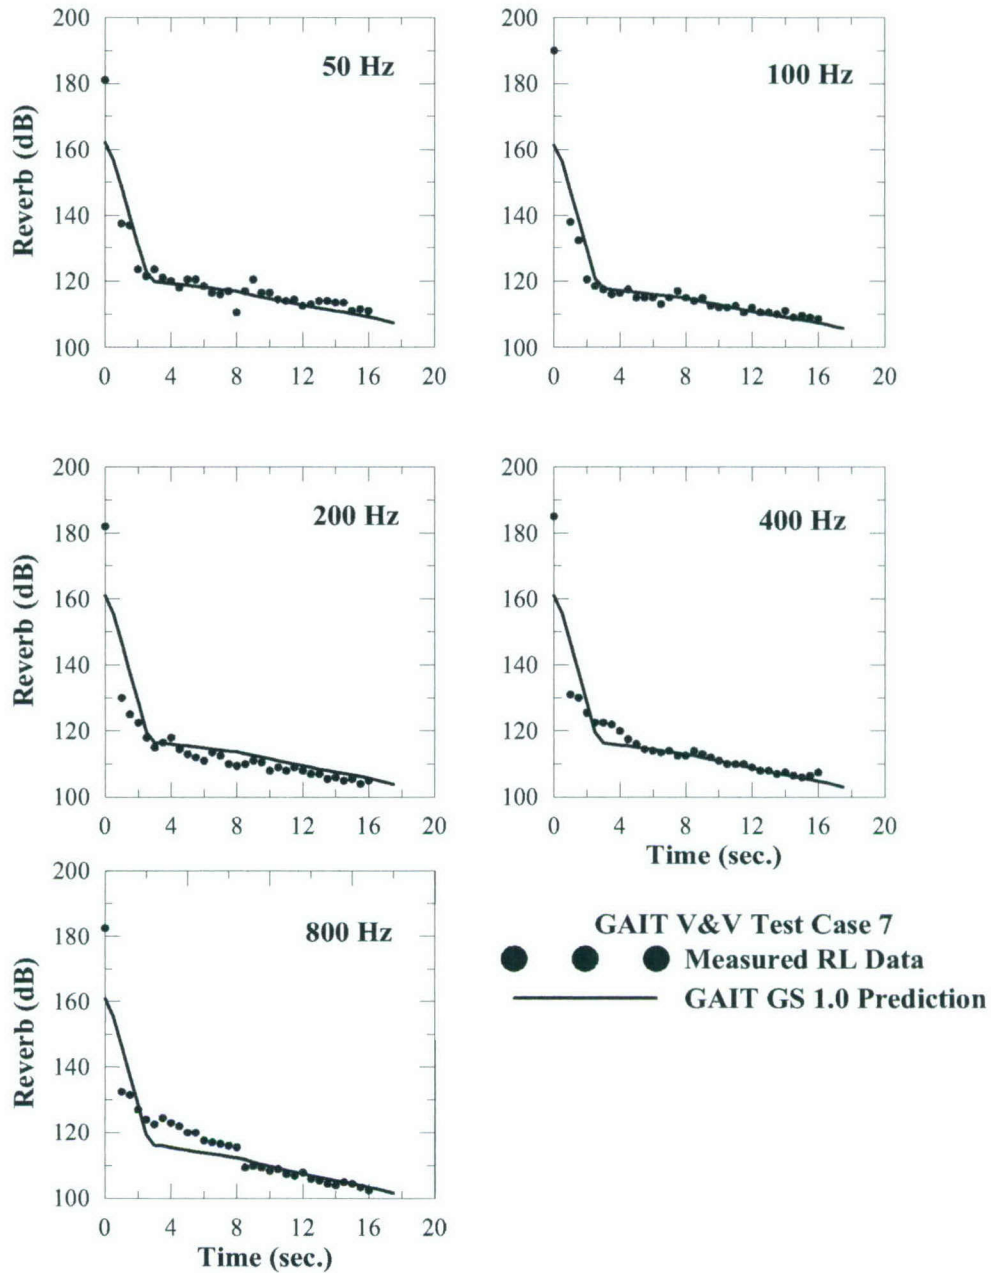 200
180
160
140
120
100
Reverb (dB)
50 Hz
0 4 8 12 16 20
200
180
160
140
120
100
100 Hz
0 4 8 12 16 20
200
180
160
140
120
100
Reverb (dB)
200 Hz
0 4 8 12 16 20
200
180
160
140
120
100
400 Hz
0 4 8 12 16 20
Time (sec.)
200
180
160
140
120
100
Reverb (dB)
800 Hz
0 4 8 12 16 20
Time (sec.)
GAIT V&V Test Case 7
Measured RL Data
GAIT GS 1.0 Prediction